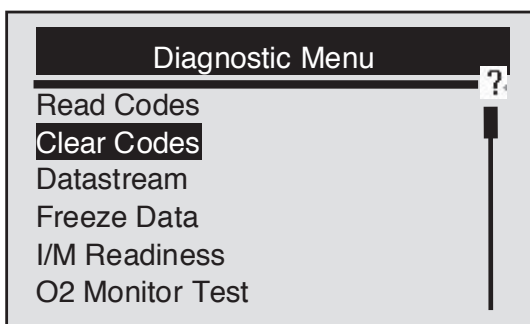 Diagnostic Menu
?
Read Codes
Clear Codes
Datastream
Freeze Data
I/M Readiness
O2 Monitor Test